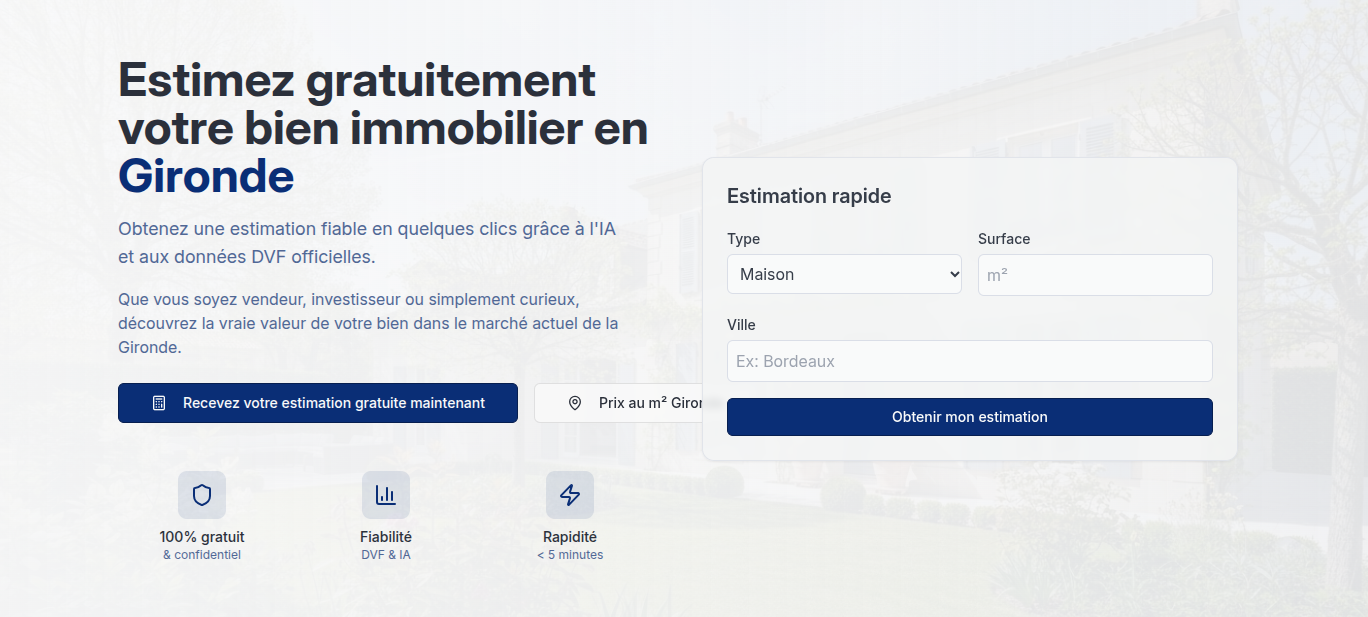 Estimez gratuitement
votre bien immobilier en
Gironde
Obtenez une estimation fiable en quelques clics grâce à l'IA
et aux données DVF officielles.
Que vous soyez vendeur, investisseur ou simplement curieux,
découvrez la vraie valeur de votre bien dans le marché actuel de la
Gironde.
Recevez votre estimation gratuite maintenant
Prix au m²
100% gratuit
& confidentiel
Fiabilité
DVF & IA
Rapidité
< 5 minutes
Estimation rapide
Type
Surface
Maison
m²
Ville
Ex: Bordeaux
Obtenir mon estimation